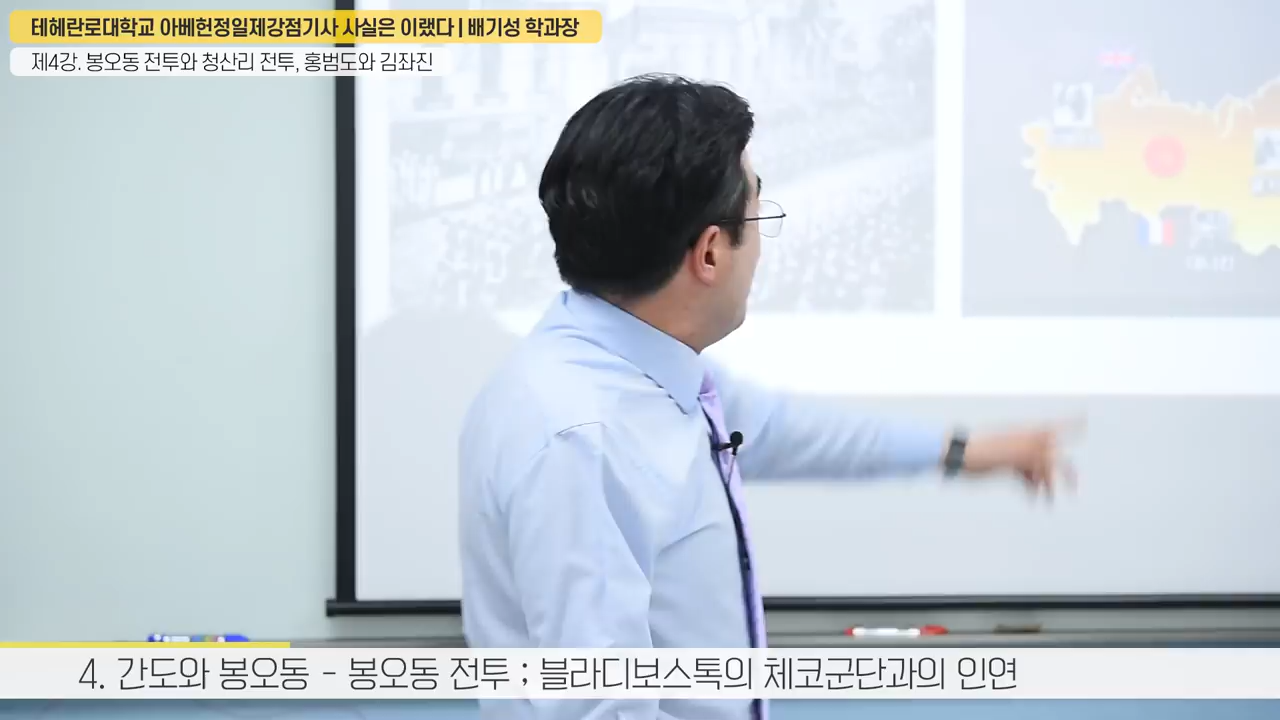 테헤란로대학교 아베헌정일제강점기사 사실은 이랬다 | 배기성 학과장
제4강. 봉오동 전투와 청산리 전투, 홍범도와 김좌진
4. 간도와 봉오동 - 봉오동 전투 ; 블라디보스톡의 체코군단과의 인연